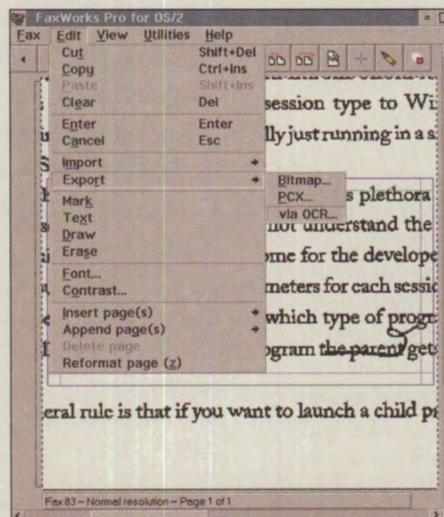 FaxWorks Pro for OS/2
Fax Edit View Utilities Help
Cut Shift+Del
Copy Ctrl+Ins
Paste Shift+Ins
Clear Del
Enter Enter
Cancel Esc
Import
Export
Mark
Text
Draw
Erase
Font...
Contrast...
Insert page(s)
Append page(s)
Delete page
Reformat page (z)
Bitmap...
PCX...
via OCR...
session type to Wi
lly just running in a s
s plethora
not understand the
me for the develope
meters for each sessio
which type of progr
ogram the parent gets
eral rule is that if you want to launch a child pr
Fax 83 – Normal resolution – Page 1 of 1